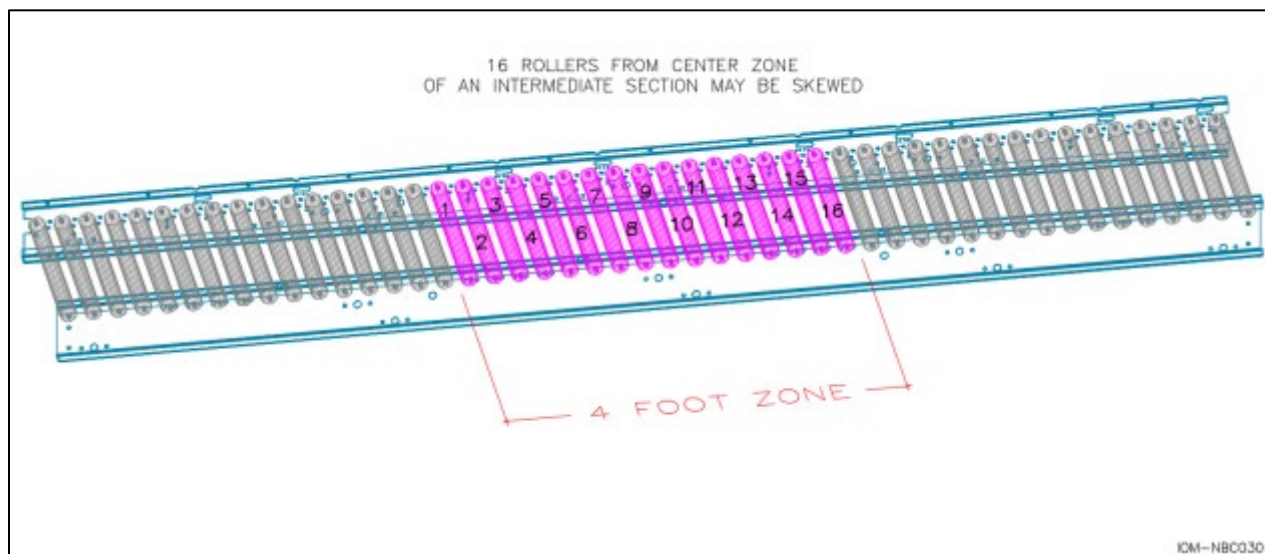 16 ROLLERS FROM CENTER ZONE
OF AN INTERMEDIATE SECTION MAY BE SKEWED
1 3 5 7 9 11 13 15
2 4 6 8 10 12 14 16
4 FOOT ZONE
IOM-NBC030